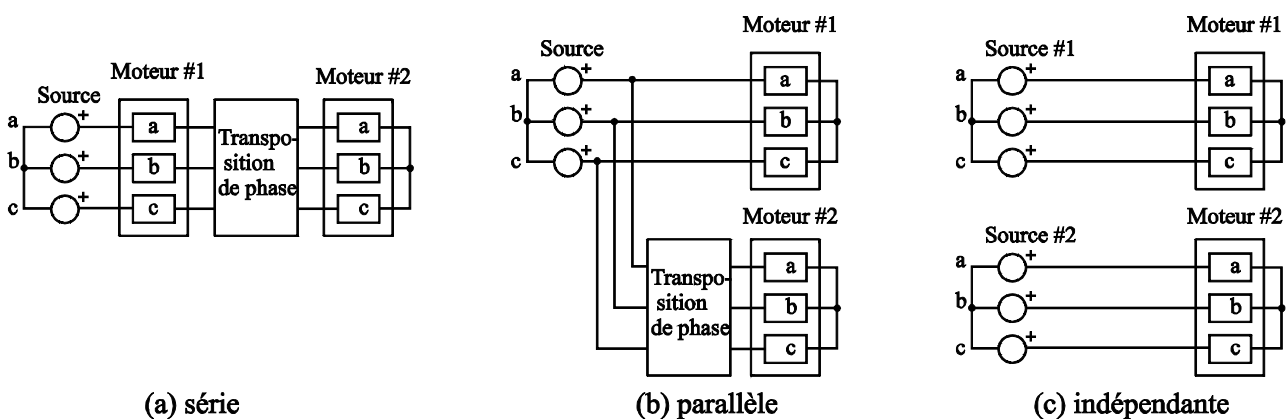 Moteur #1
Moteur #2
Source
a
+
a
a
b
+
b
Transpo-
sition
de phase
b
c
+
c
c
(a) série
Moteur #1
Source
a
+
a
b
+
b
c
+
c
Moteur #2
a
Transpo-
sition
de phase
b
c
(b) parallèle
Moteur #1
Source #1
a
+
a
b
+
b
c
+
c
Moteur #2
Source #2
a
+
a
b
+
b
c
+
c
(c) indépendante